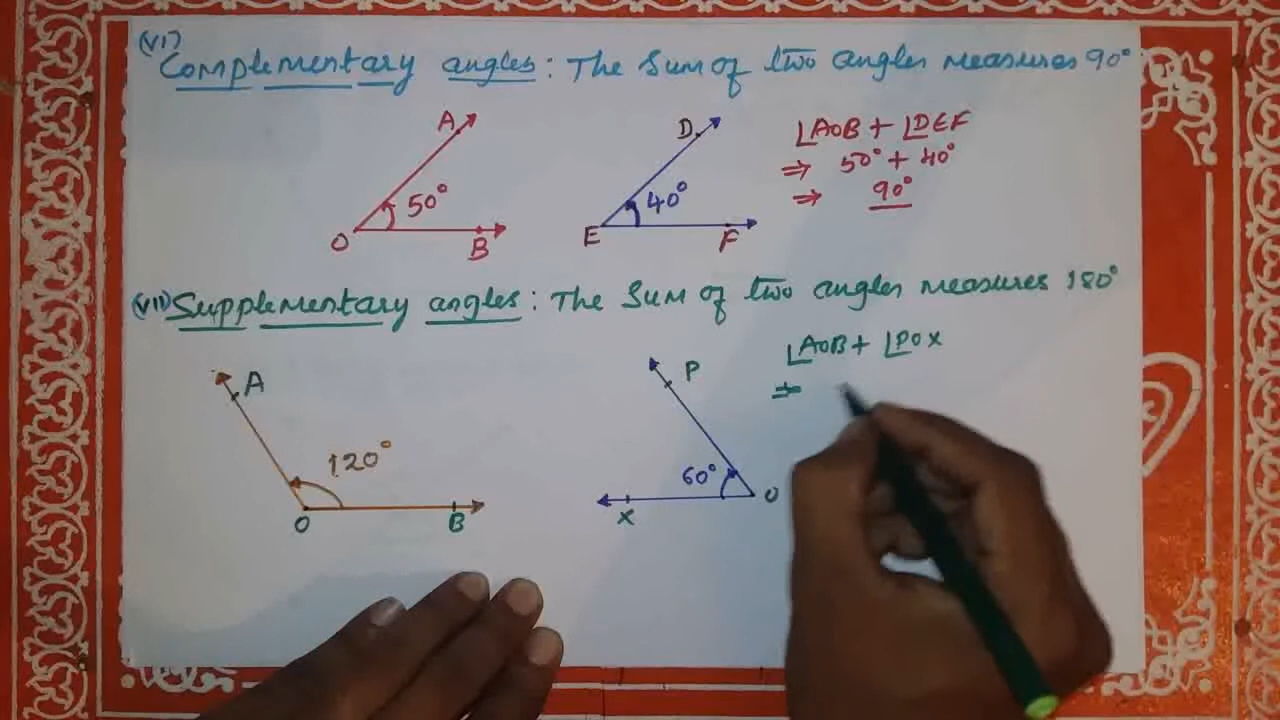 (VI)
Complementary angles : The Sum of two angles measures 90°
A
50°
O
B
D
40°
E
F
∠AOB + ∠DEF
⇒ 50° + 40°
⇒ 90°
(VII) Supplementary angles : The Sum of two angles measures 180°
A
120°
O
B
P
60°
X
O
∠AOB + ∠POX
⇒